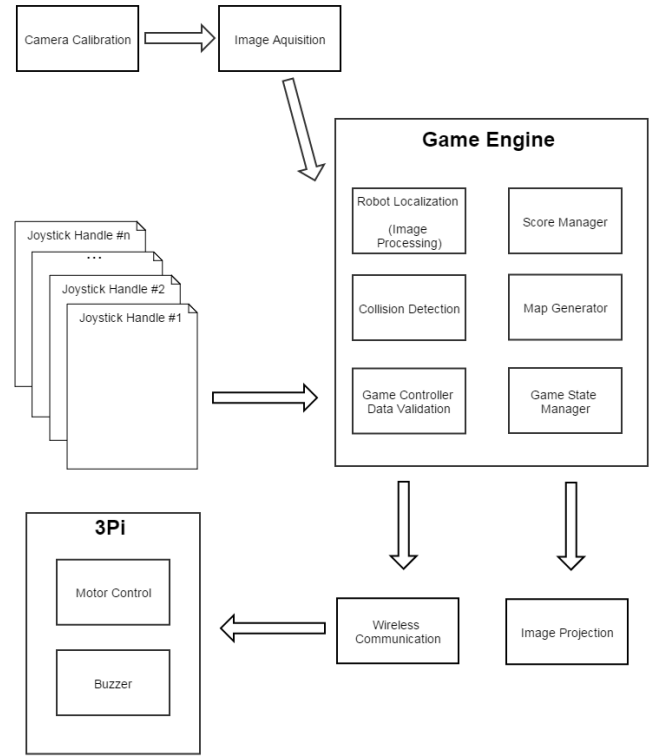 Camera Calibration
Image Aquisition
Game Engine
Robot Localization
(Image
Processing)
Score Manager
Collision Detection
Map Generator
Game Controller
Data Validation
Game State
Manager
Joystick Handle #n
...
Joystick Handle #2
Joystick Handle #1
3Pi
Motor Control
Buzzer
Wireless
Communication
Image Projection